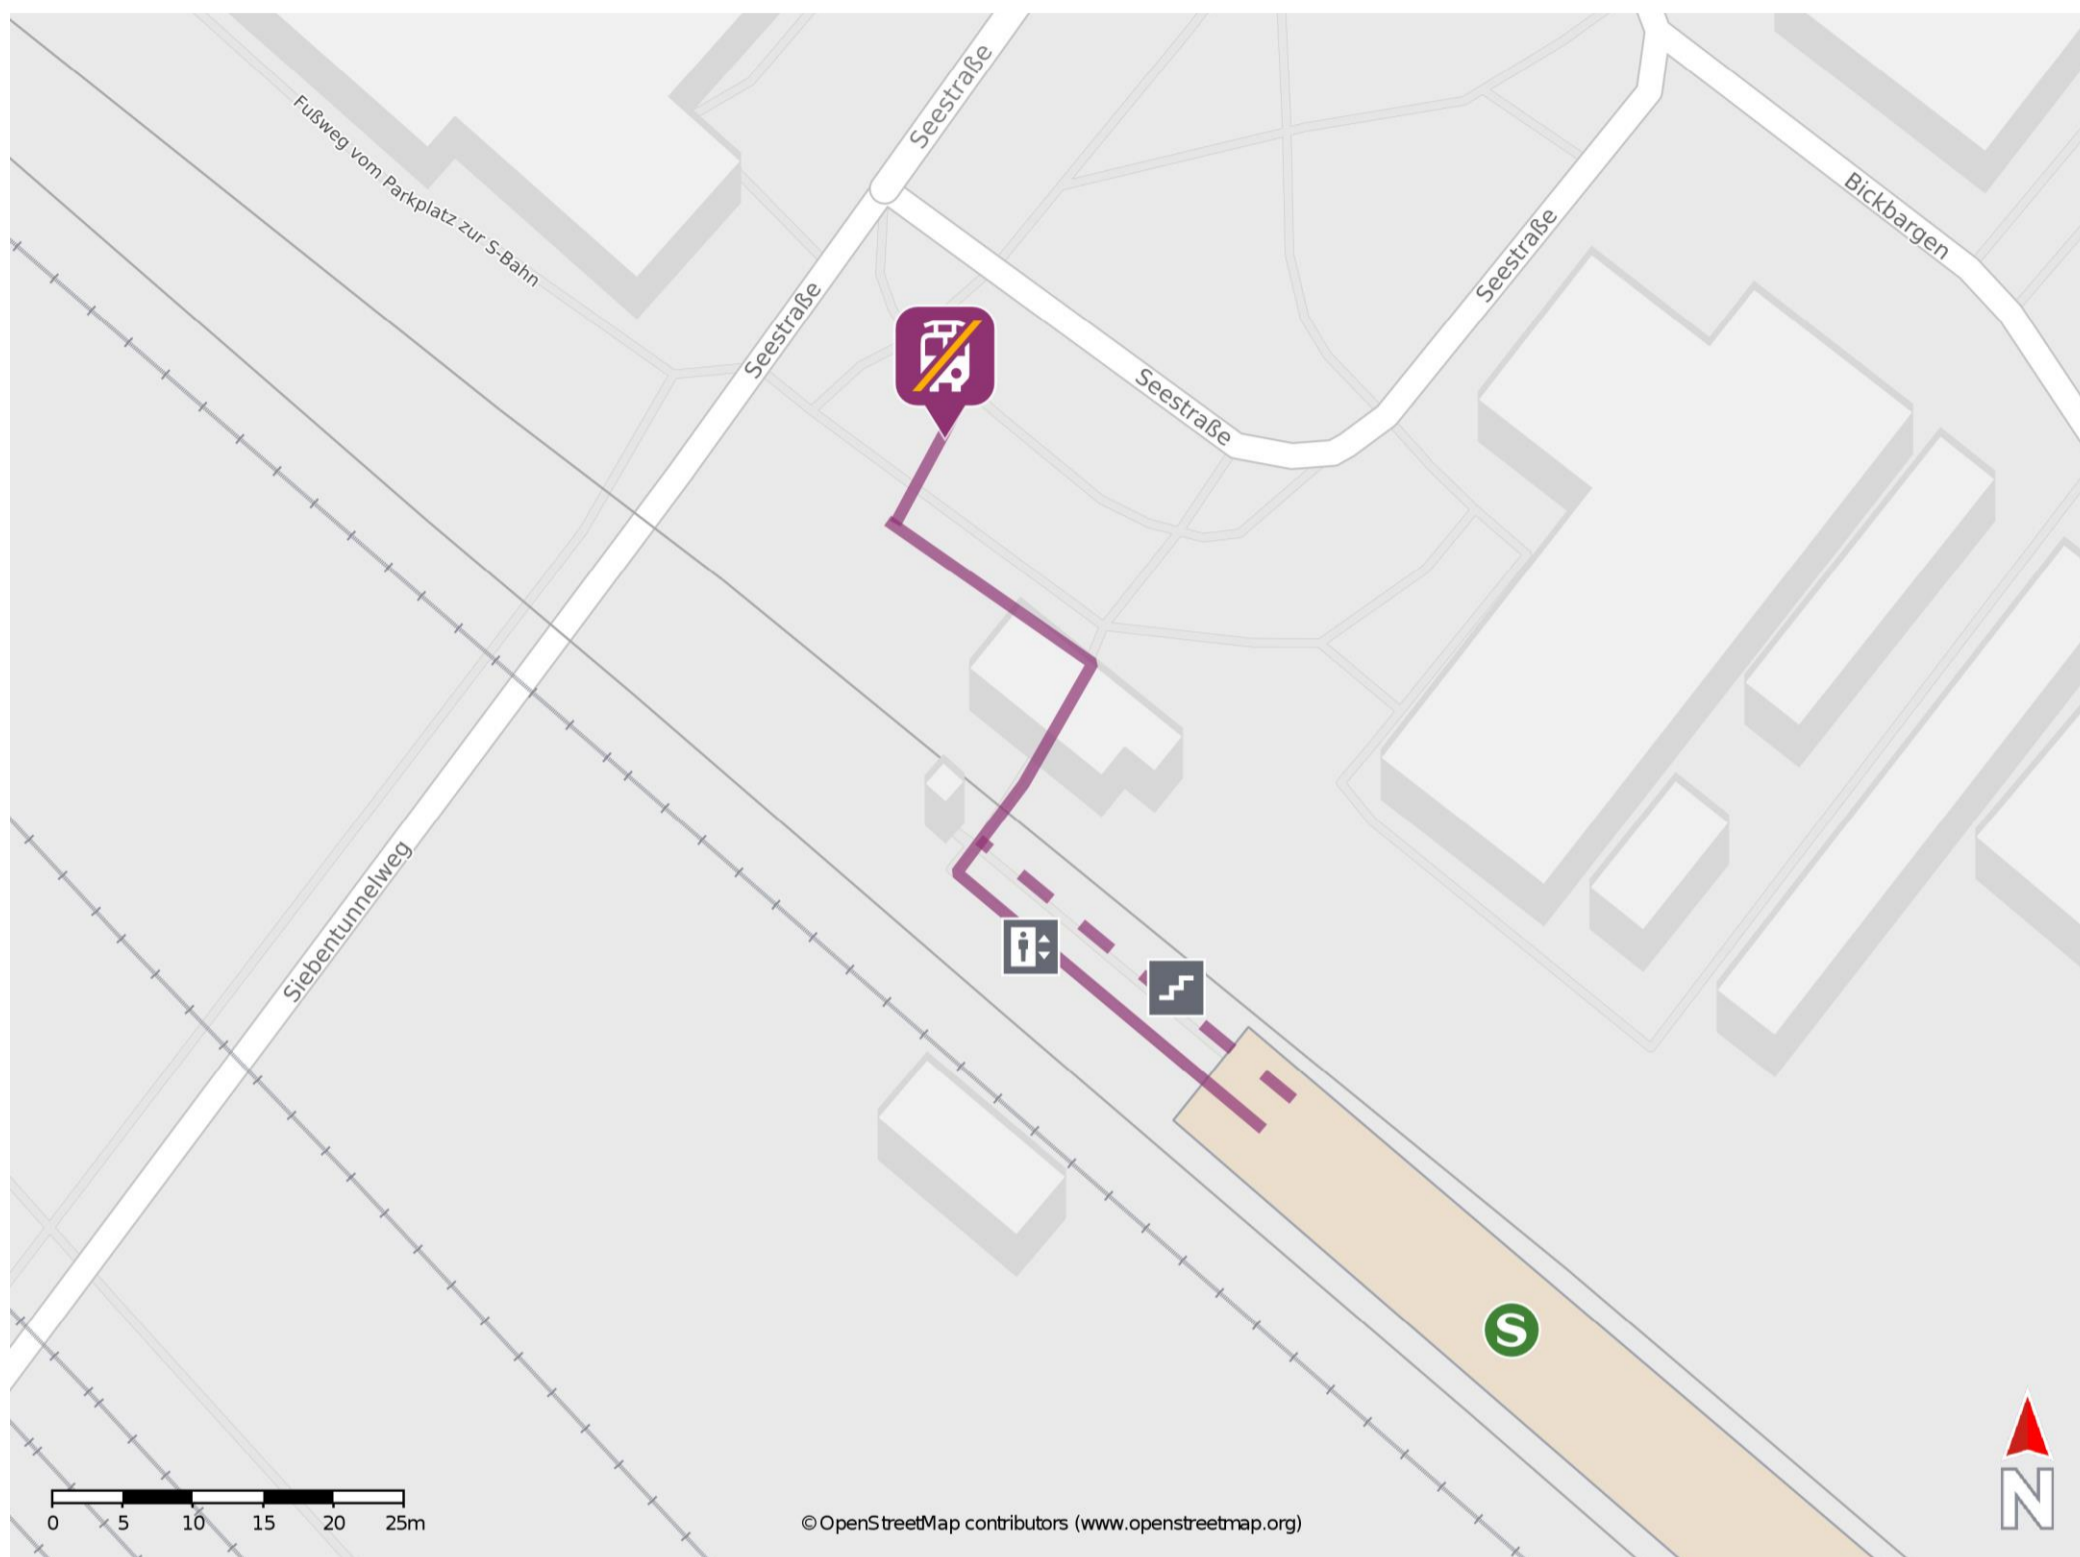 Seestraße
Fußweg vom Parkplatz zur S-Bahn
Bickbargen
Seestraße
Seestraße
Seestraße
Siebentunnelweg
S
0 5 10 15 20 25m
© OpenStreetMap contributors (www.openstreetmap.org)
N